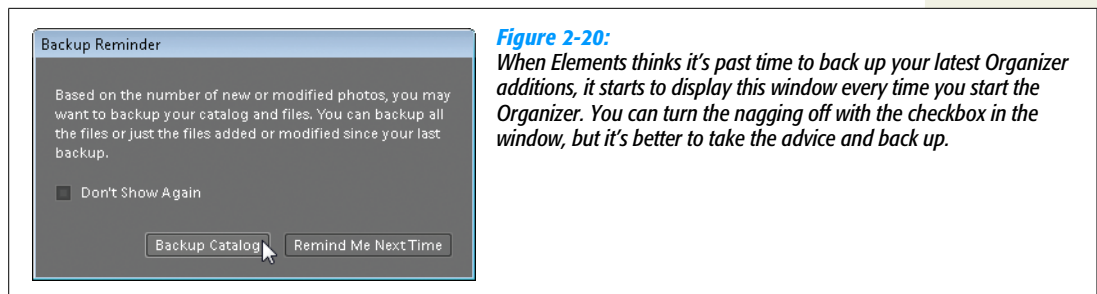 Backup Reminder
Based on the number of new or modified photos, you may
want to backup your catalog and files. You can backup all
the files or just the files added or modified since your last
backup.
Don't Show Again
Backup Catalog
Remind Me Next Time
Figure 2-20:
When Elements thinks it's past time to back up your latest Organizer
additions, it starts to display this window every time you start the
Organizer. You can turn the nagging off with the checkbox in the
window, but it's better to take the advice and back up.